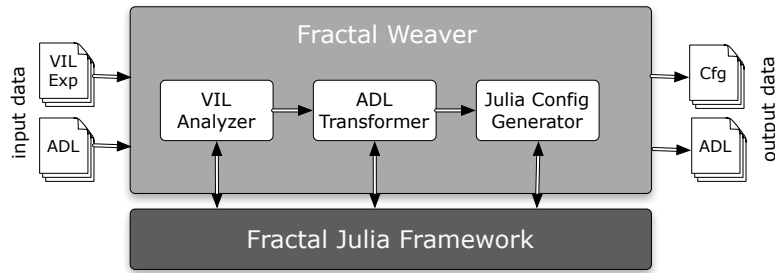 Fractal Weaver
input data
VIL
Exp
ADL
VIL
Analyzer
ADL
Transformer
Julia Config
Generator
Cfg
ADL
output data
Fractal Julia Framework